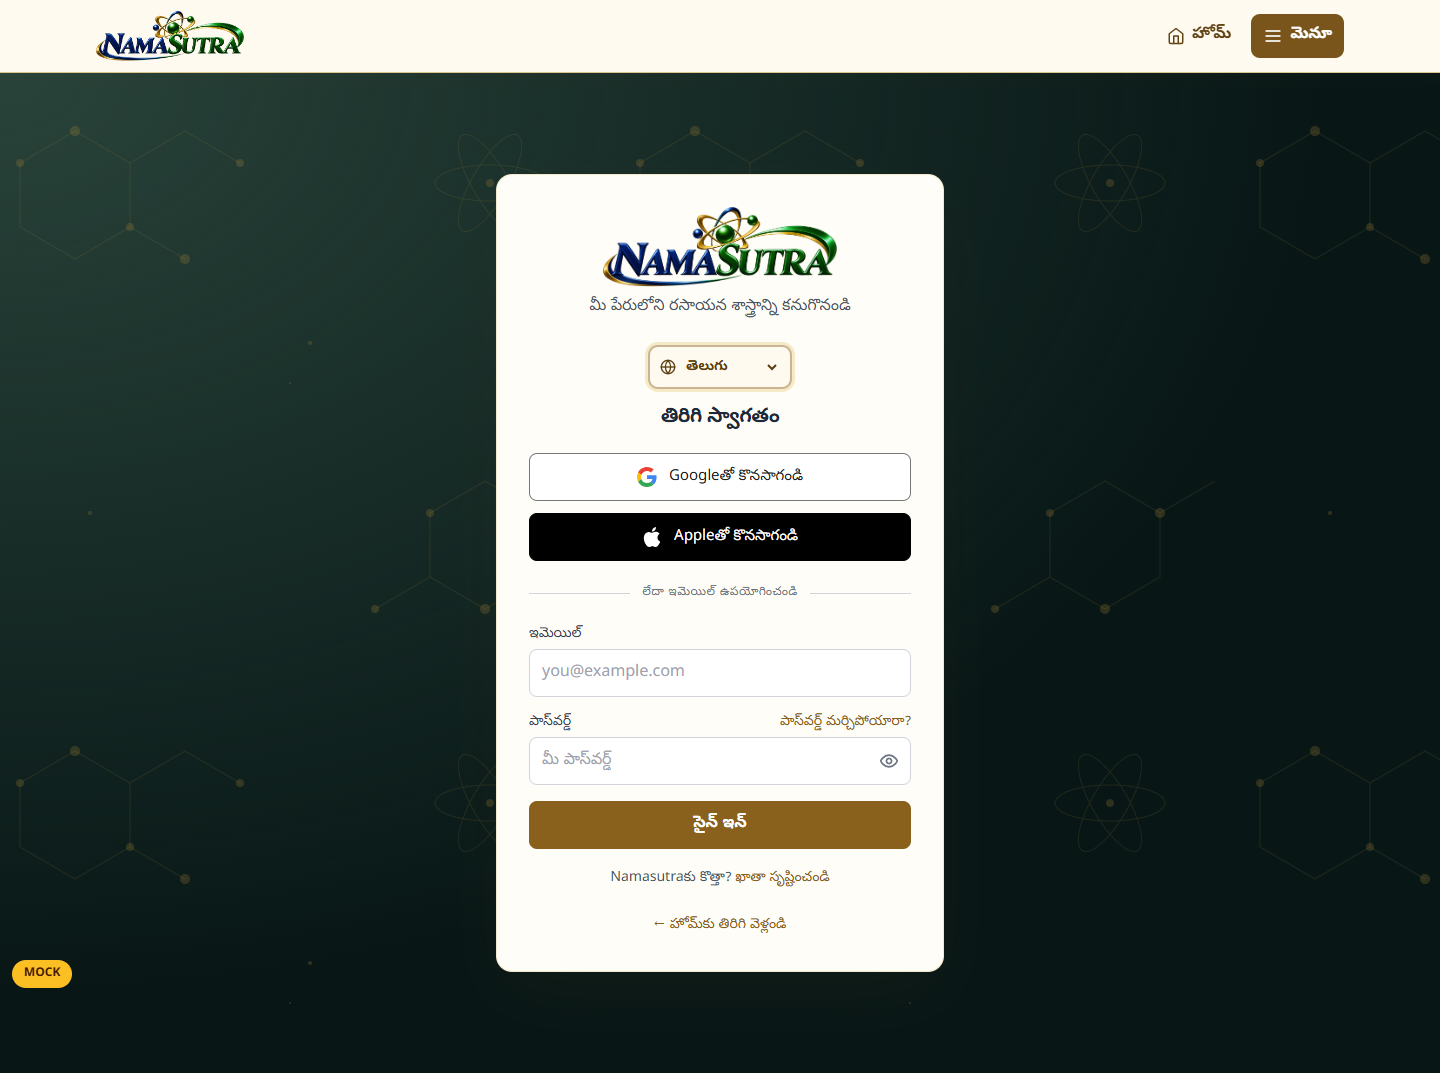 NAMASUTRA
హోమ్
మెనూ
NAMASUTRA
మీ పేరులోని రసాయన శాస్త్రాన్ని కనుగొనండి
తెలుగు
తిరిగి స్వాగతం
Googleతో కొనసాగండి
Appleతో కొనసాగండి
లేదా ఇమెయిల్ ఉపయోగించండి
ఇమెయిల్
you@example.com
పాస్‌వర్డ్ పాస్‌వర్డ్ మర్చిపోయారా?
మీ పాస్‌వర్డ్
సైన్ ఇన్
Namasutraకు కొత్తా? ఖాతా సృష్టించండి
← హోమ్‌కు తిరిగి వెళ్లండి
MOCK